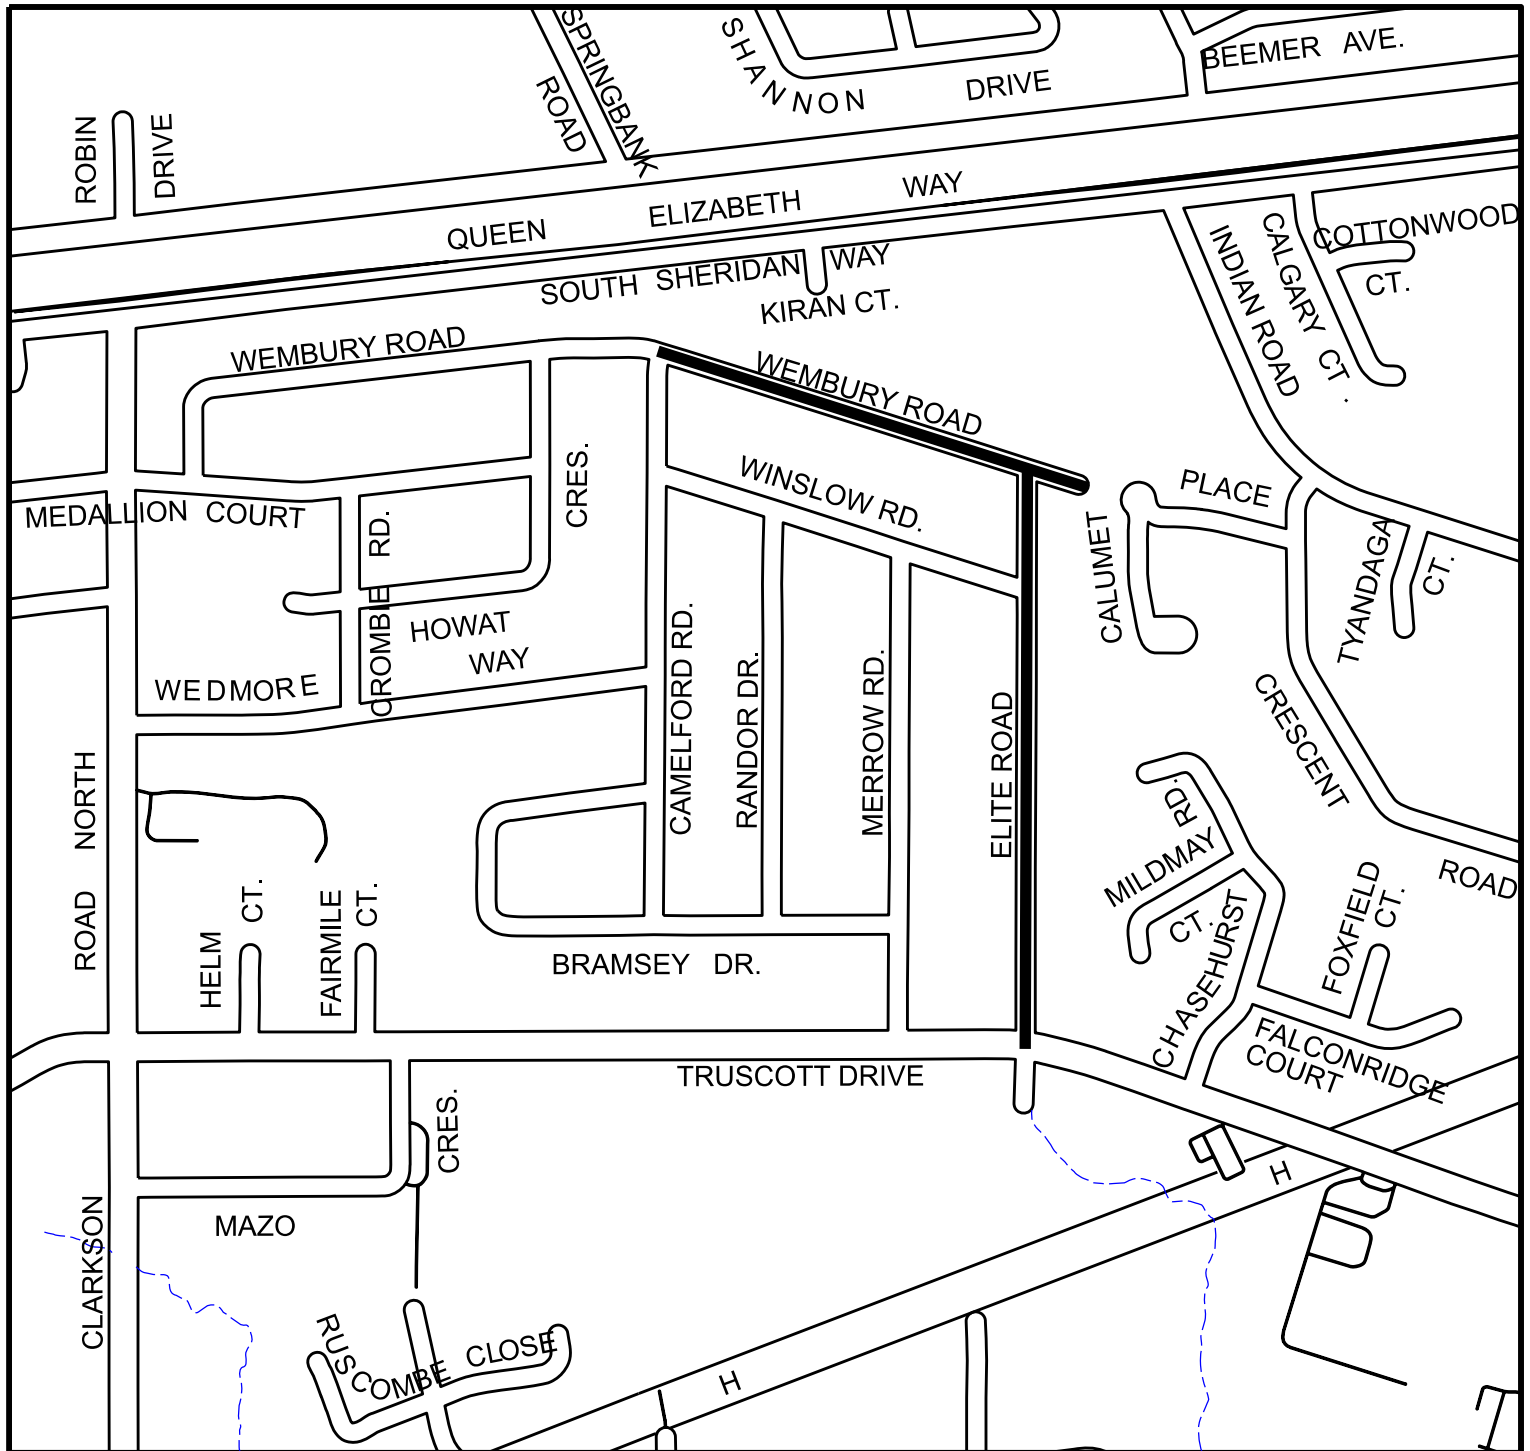 SPRINGBANK
ROAD
SHANNON
DRIVE
BEEMER AVE.
ROBIN
DRIVE
QUEEN ELIZABETH WAY
SOUTH SHERIDAN WAY
KIRAN CT.
INDIAN ROAD
CALGARY CT.
COTTONWOOD
CT.
WEMBURY ROAD
WEMBURY ROAD
WINSLOW RD.
CRES.
MEDALLION COURT
CROMBIE RD.
HOWAT
WAY
WEDMORE
CALUMET
PLACE
TYANDAGA
CT.
CAMELFORD RD.
RANDOR DR.
MERROW RD.
ELITE ROAD
CRESCENT
ROAD
MILDMAY
RD.
CT.
CHASEHURST
FOXFIELD
CT.
FALCONRIDGE
COURT
ROAD NORTH
HELM
CT.
FAIRMILE
CT.
BRAMSEY DR.
TRUSCOTT DRIVE
CRES.
MAZO
CLARKSON
RUSCOMBE CLOSE
H
H